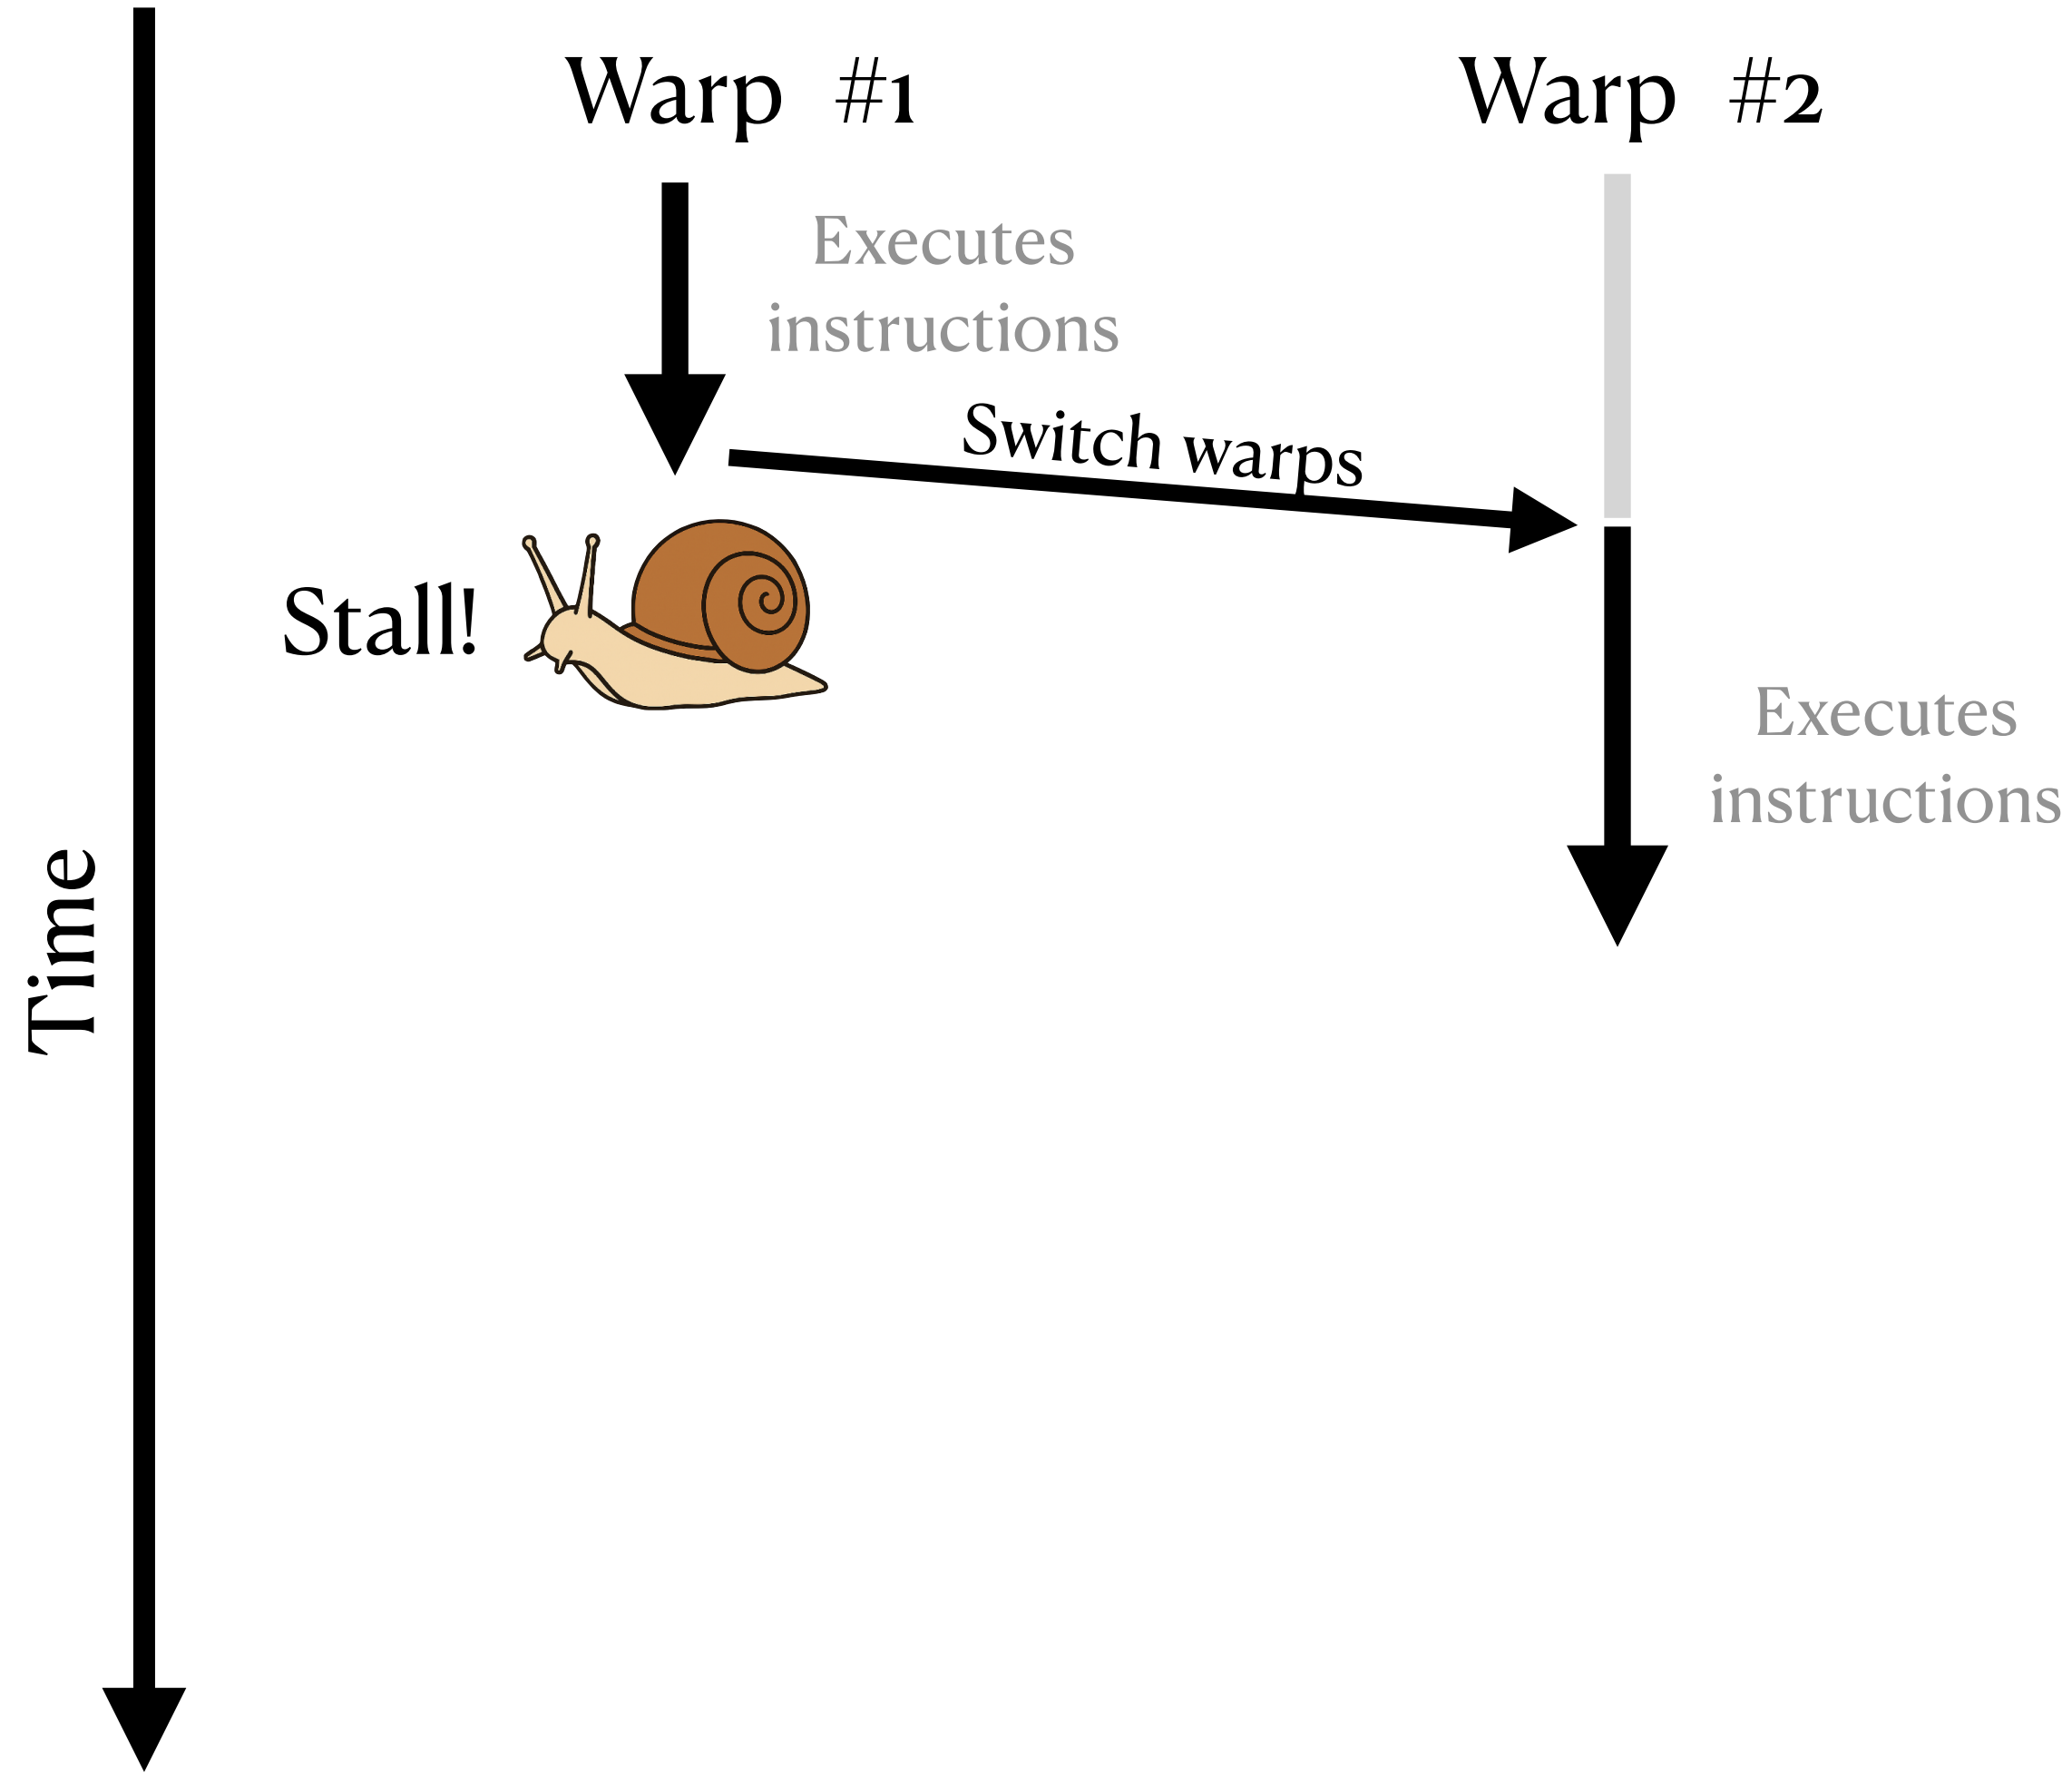 Warp #1
Warp #2
Executes
instructions
Switch warps
Stall!
Executes
instructions
Time